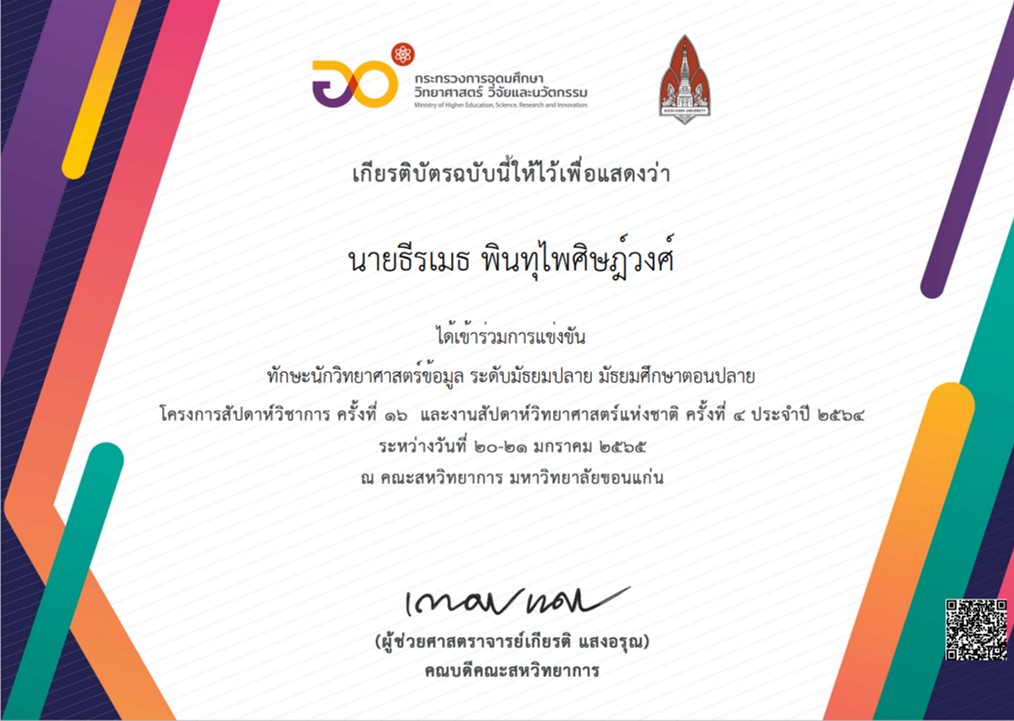 กระทรวงการอุดมศึกษา
วิทยาศาสตร์ วิจัยและนวัตกรรม
Ministry of Higher Education, Science, Research and Innovation
KHON KAEN UNIVERSITY
เกียรติบัตรฉบับนี้ให้ไว้เพื่อแสดงว่า
นายธีรเมธ พินทุไพศิษฎ์วงศ์
ได้เข้าร่วมการแข่งขัน
ทักษะนักวิทยาศาสตร์ข้อมูล ระดับมัธยมปลาย มัธยมศึกษาตอนปลาย
โครงการสัปดาห์วิชาการ ครั้งที่ ๑๖ และงานสัปดาห์วิทยาศาสตร์แห่งชาติ ครั้งที่ ๔ ประจำปี ๒๕๖๔
ระหว่างวันที่ ๒๐-๒๑ มกราคม ๒๕๖๕
ณ คณะสหวิทยาการ มหาวิทยาลัยขอนแก่น
(ผู้ช่วยศาสตราจารย์เกียรติ แสงอรุณ)
คณบดีคณะสหวิทยาการ